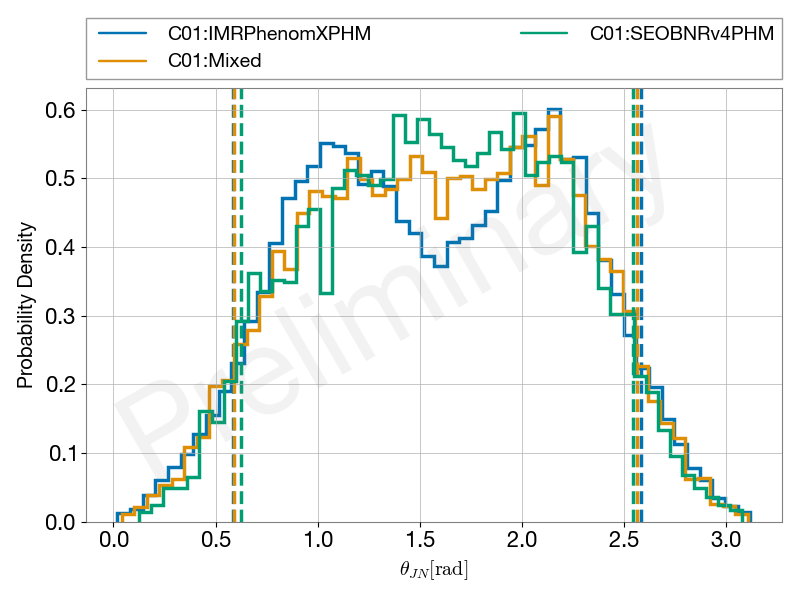 C01:IMRPhenomXPHM
C01:SEOBNRv4PHM
C01:Mixed
Preliminary
Probability Density
0.6
0.5
0.4
0.3
0.2
0.1
0.0
0.0 0.5 1.0 1.5 2.0 2.5 3.0
θ_JN[rad]